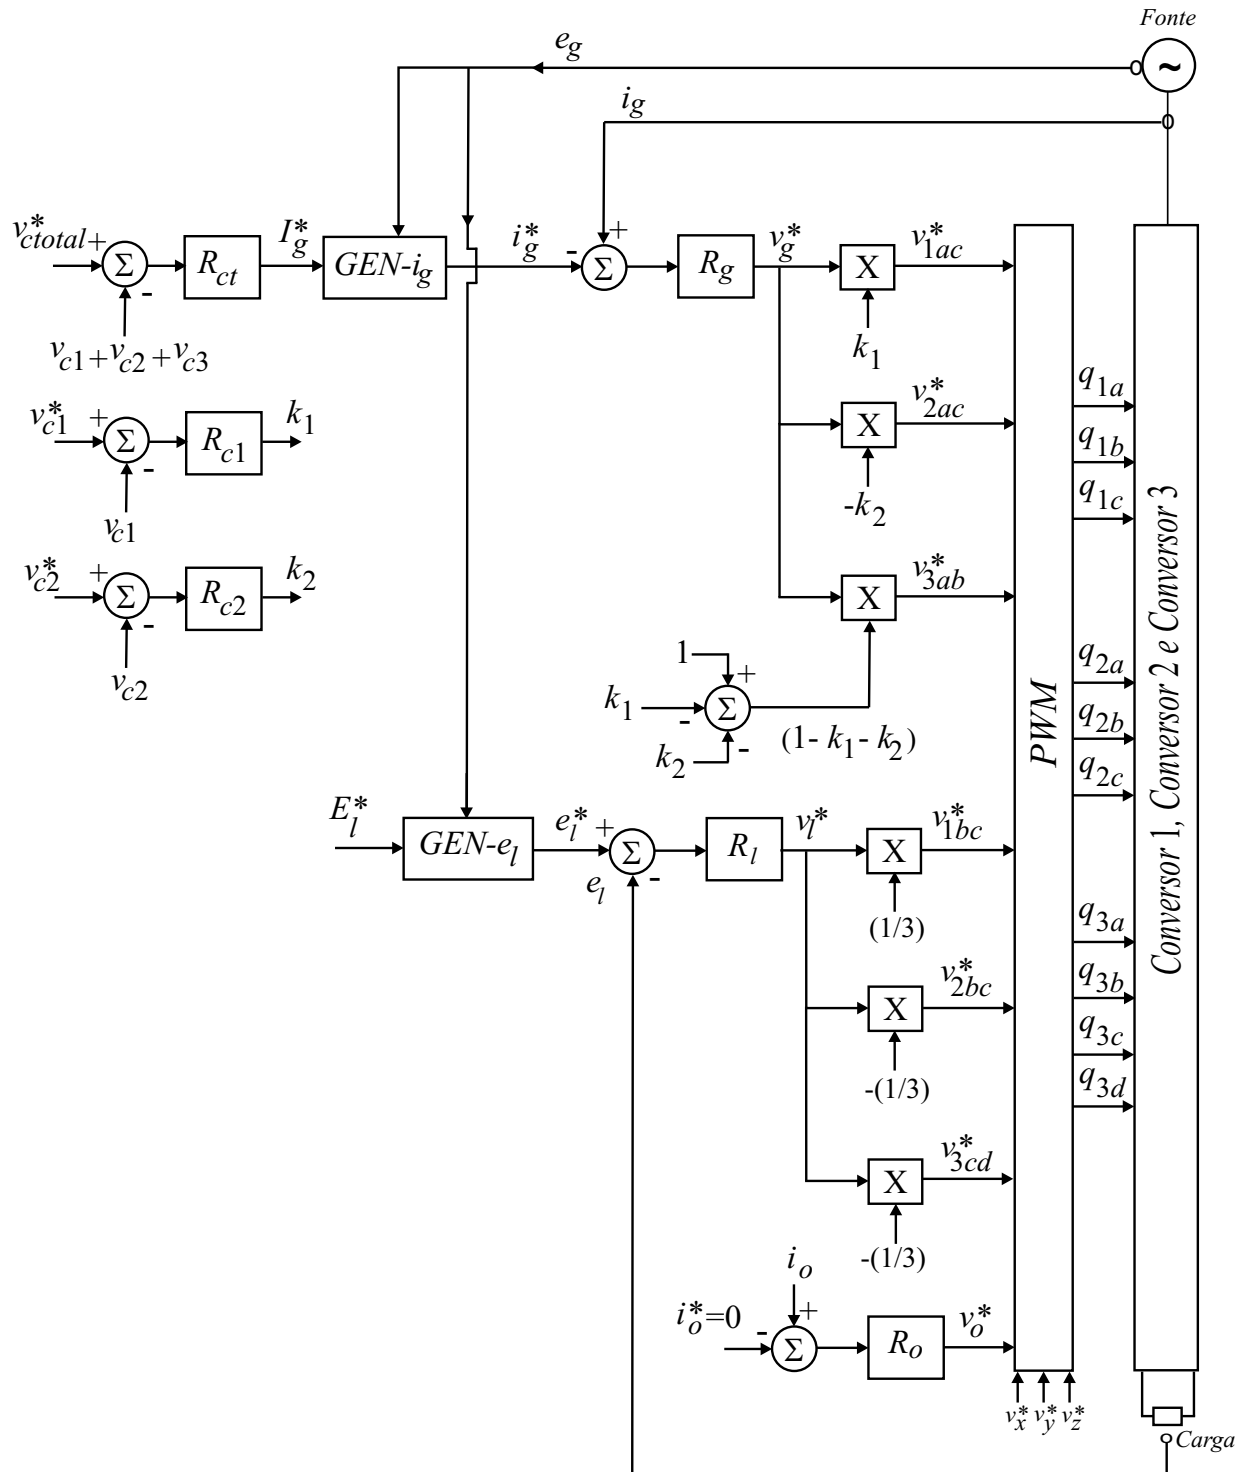 Fonte
e_g
i_g
v*_ctotal +
Σ
-
v_c1 + v_c2 + v_c3
R_ct
I*_g
GEN-i_g
i*_g
-
+
Σ
R_g
v*_g
X
k_1
v*_1ac
v*_c1
+
Σ
-
v_c1
R_c1
k_1
X
-k_2
v*_2ac
v*_c2
+
Σ
-
v_c2
R_c2
k_2
X
v*_3ab
1
+
k_1
-
Σ
k_2
-
(1- k_1 - k_2)
PWM
q_1a
q_1b
q_1c
q_2a
q_2b
q_2c
q_3a
q_3b
q_3c
q_3d
Conversor 1, Conversor 2 e Conversor 3
E*_l
GEN-e_l
e*_l
+
Σ
-
e_l
R_l
v_l*
X
(1/3)
v*_1bc
X
-(1/3)
v*_2bc
X
-(1/3)
v*_3cd
i_o
+
i*_o=0
-
Σ
R_o
v*_o
v*_x v*_y v*_z
Carga